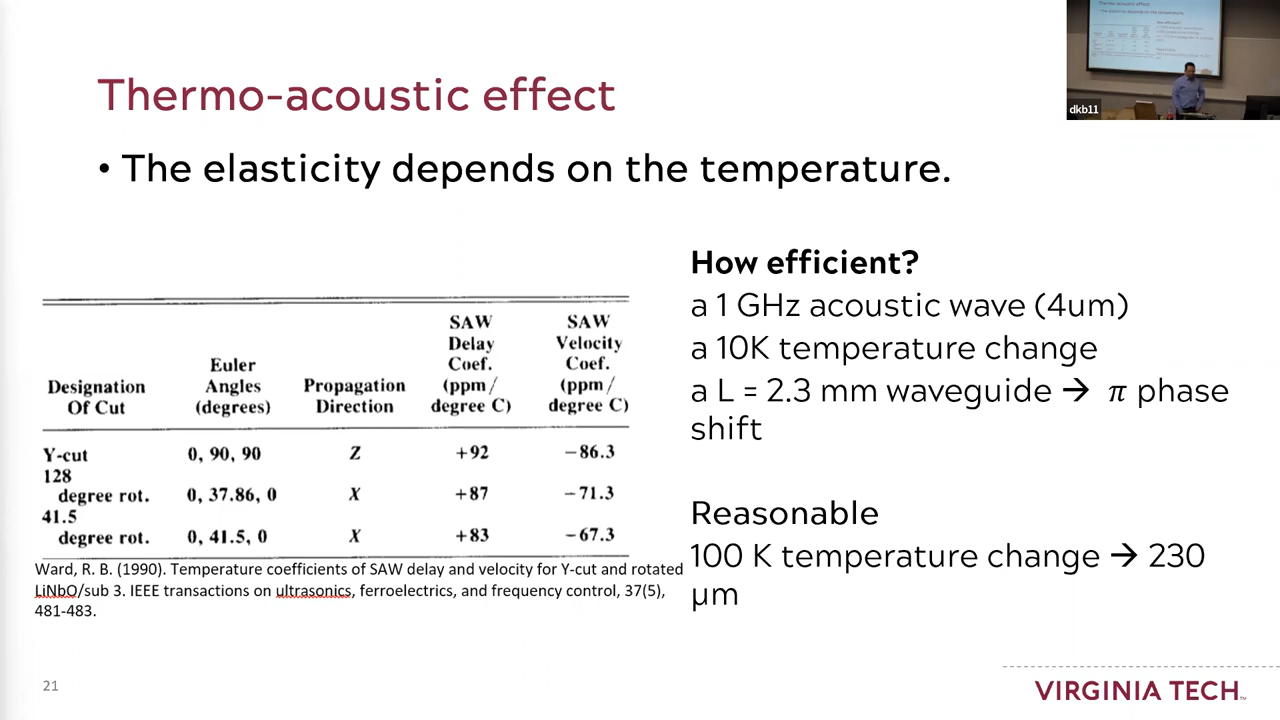 Thermo-acoustic effect
• The elasticity depends on the temperature.
dkb11
Designation Of Cut | Euler Angles (degrees) | Propagation Direction | SAW Delay Coef. (ppm/ degree C) | SAW Velocity Coef. (ppm/ degree C)
Y-cut | 0, 90, 90 | Z | +92 | −86.3
128 degree rot. | 0, 37.86, 0 | X | +87 | −71.3
41.5 degree rot. | 0, 41.5, 0 | X | +83 | −67.3
Ward, R. B. (1990). Temperature coefficients of SAW delay and velocity for Y-cut and rotated
LiNbO/sub 3. IEEE transactions on ultrasonics, ferroelectrics, and frequency control, 37(5),
481-483.
How efficient?
a 1 GHz acoustic wave (4um)
a 10K temperature change
a L = 2.3 mm waveguide → π phase
shift
Reasonable
100 K temperature change → 230
μm
21
VIRGINIA TECH™